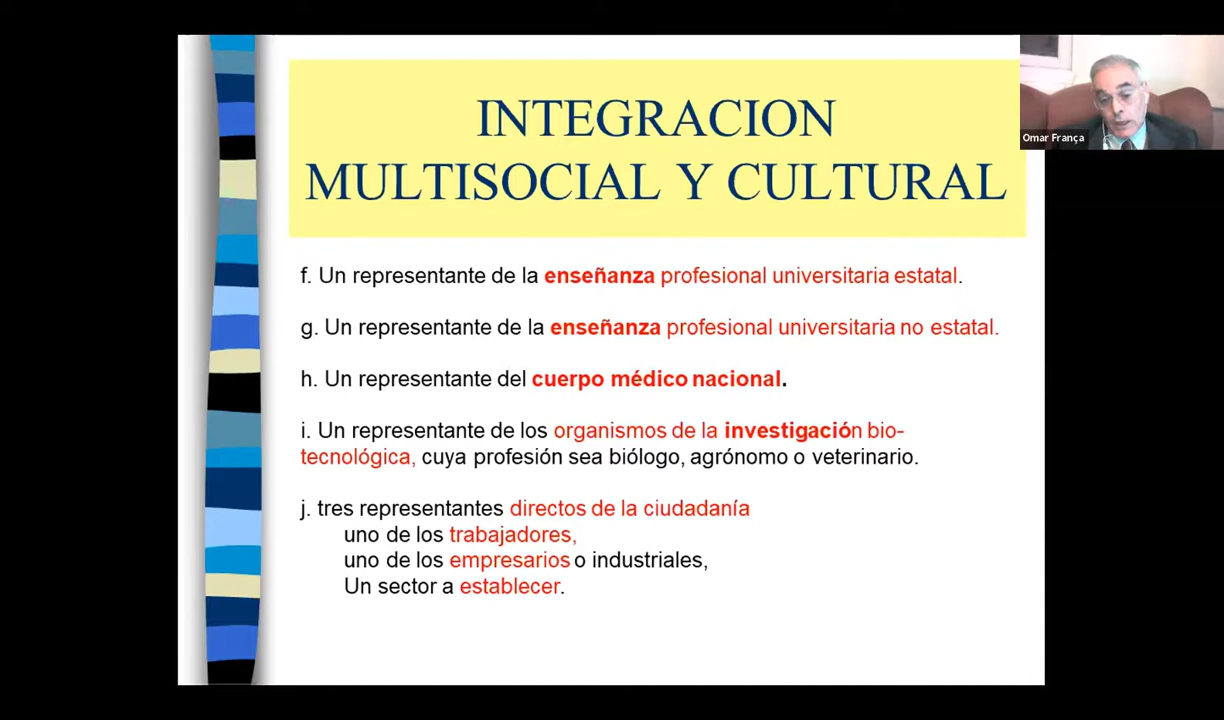 INTEGRACION
MULTISOCIAL Y CULTURAL
Omar França
f. Un representante de la enseñanza profesional universitaria estatal.
g. Un representante de la enseñanza profesional universitaria no estatal.
h. Un representante del cuerpo médico nacional.
i. Un representante de los organismos de la investigación bio-
tecnológica, cuya profesión sea biólogo, agrónomo o veterinario.
j. tres representantes directos de la ciudadanía
uno de los trabajadores,
uno de los empresarios o industriales,
Un sector a establecer.